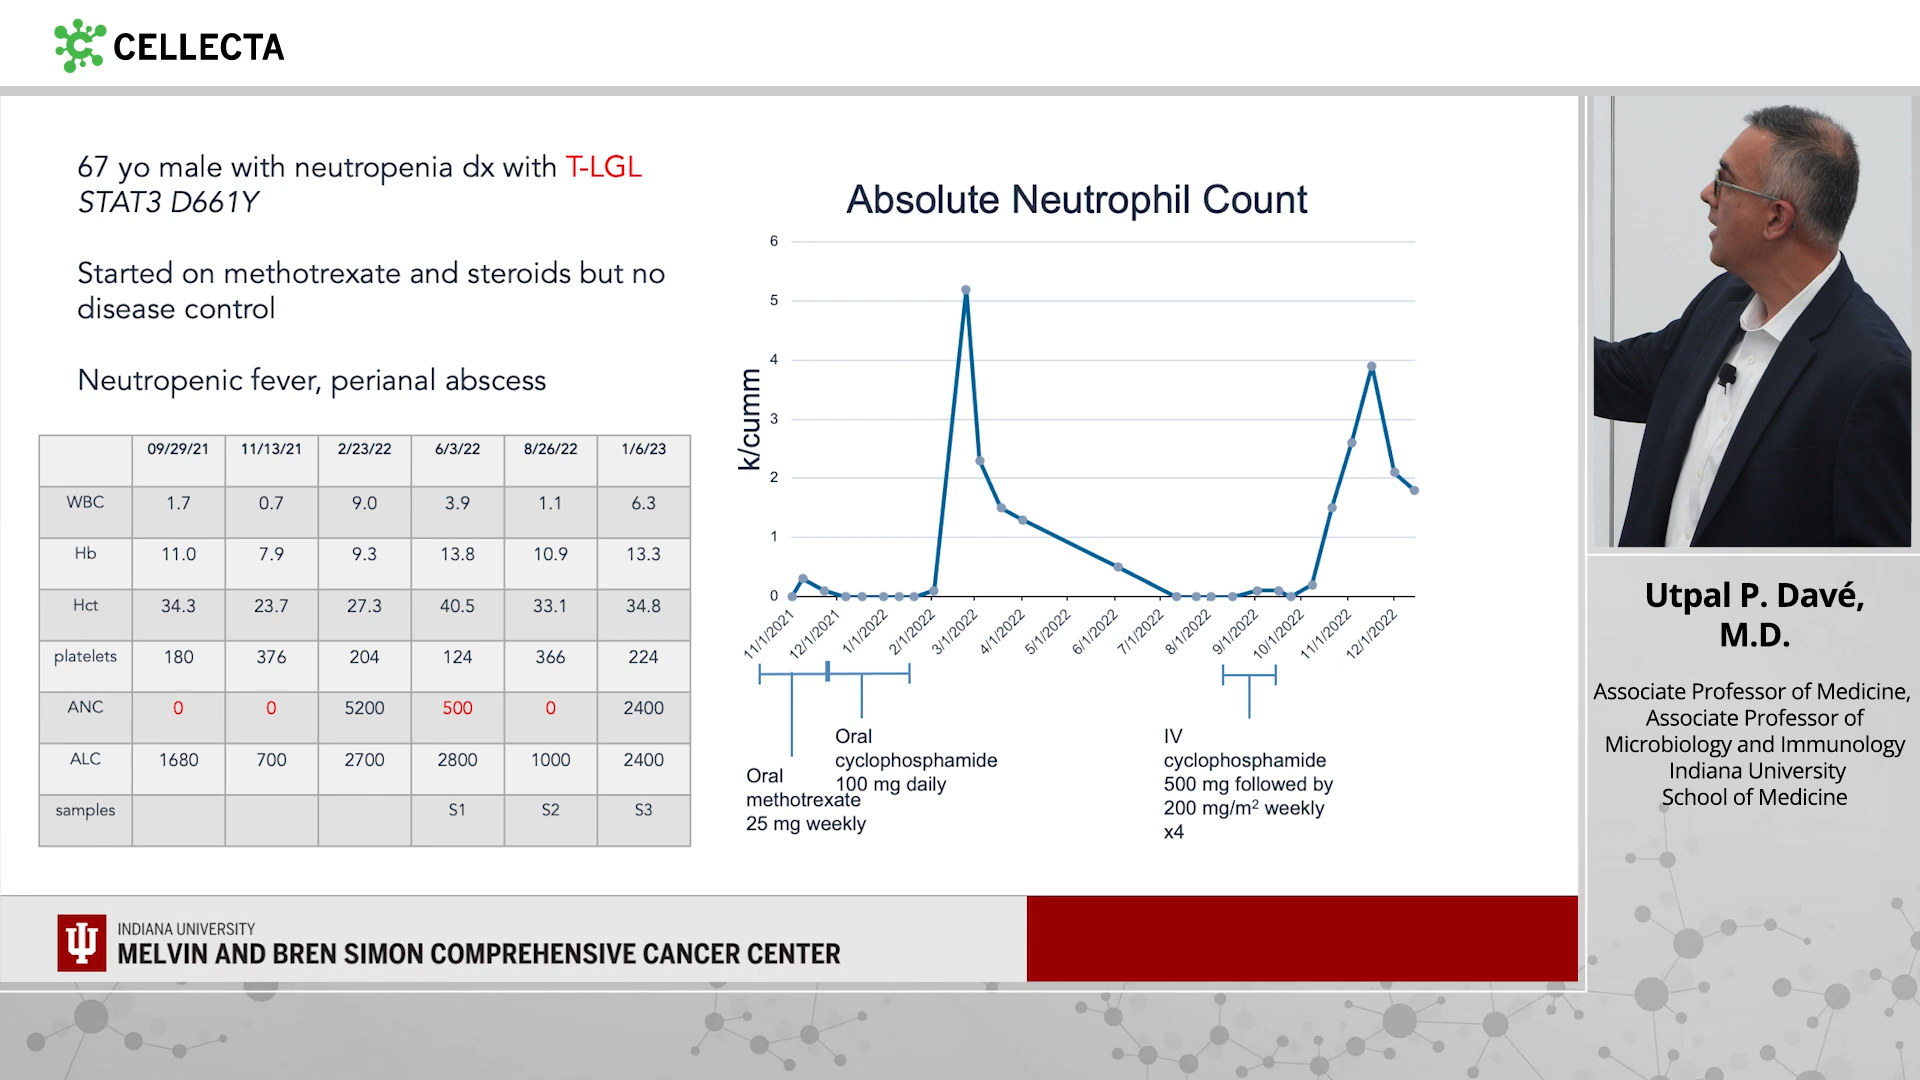 CELLECTA
67 yo male with neutropenia dx with T-LGL
STAT3 D661Y
Started on methotrexate and steroids but no
disease control
Neutropenic fever, perianal abscess
09/29/21 11/13/21 2/23/22 6/3/22 8/26/22 1/6/23
WBC 1.7 0.7 9.0 3.9 1.1 6.3
Hb 11.0 7.9 9.3 13.8 10.9 13.3
Hct 34.3 23.7 27.3 40.5 33.1 34.8
platelets 180 376 204 124 366 224
ANC 0 0 5200 500 0 2400
ALC 1680 700 2700 2800 1000 2400
samples S1 S2 S3
Absolute Neutrophil Count
k/cumm
6
5
4
3
2
1
0
11/1/2021 12/1/2021 1/1/2022 2/1/2022 3/1/2022 4/1/2022 5/1/2022 6/1/2022 7/1/2022 8/1/2022 9/1/2022 10/1/2022 11/1/2022 12/1/2022
Oral
methotrexate
25 mg weekly
Oral
cyclophosphamide
100 mg daily
IV
cyclophosphamide
500 mg followed by
200 mg/m² weekly
x4
INDIANA UNIVERSITY
MELVIN AND BREN SIMON COMPREHENSIVE CANCER CENTER
Utpal P. Davé,
M.D.
Associate Professor of Medicine,
Associate Professor of
Microbiology and Immunology
Indiana University
School of Medicine